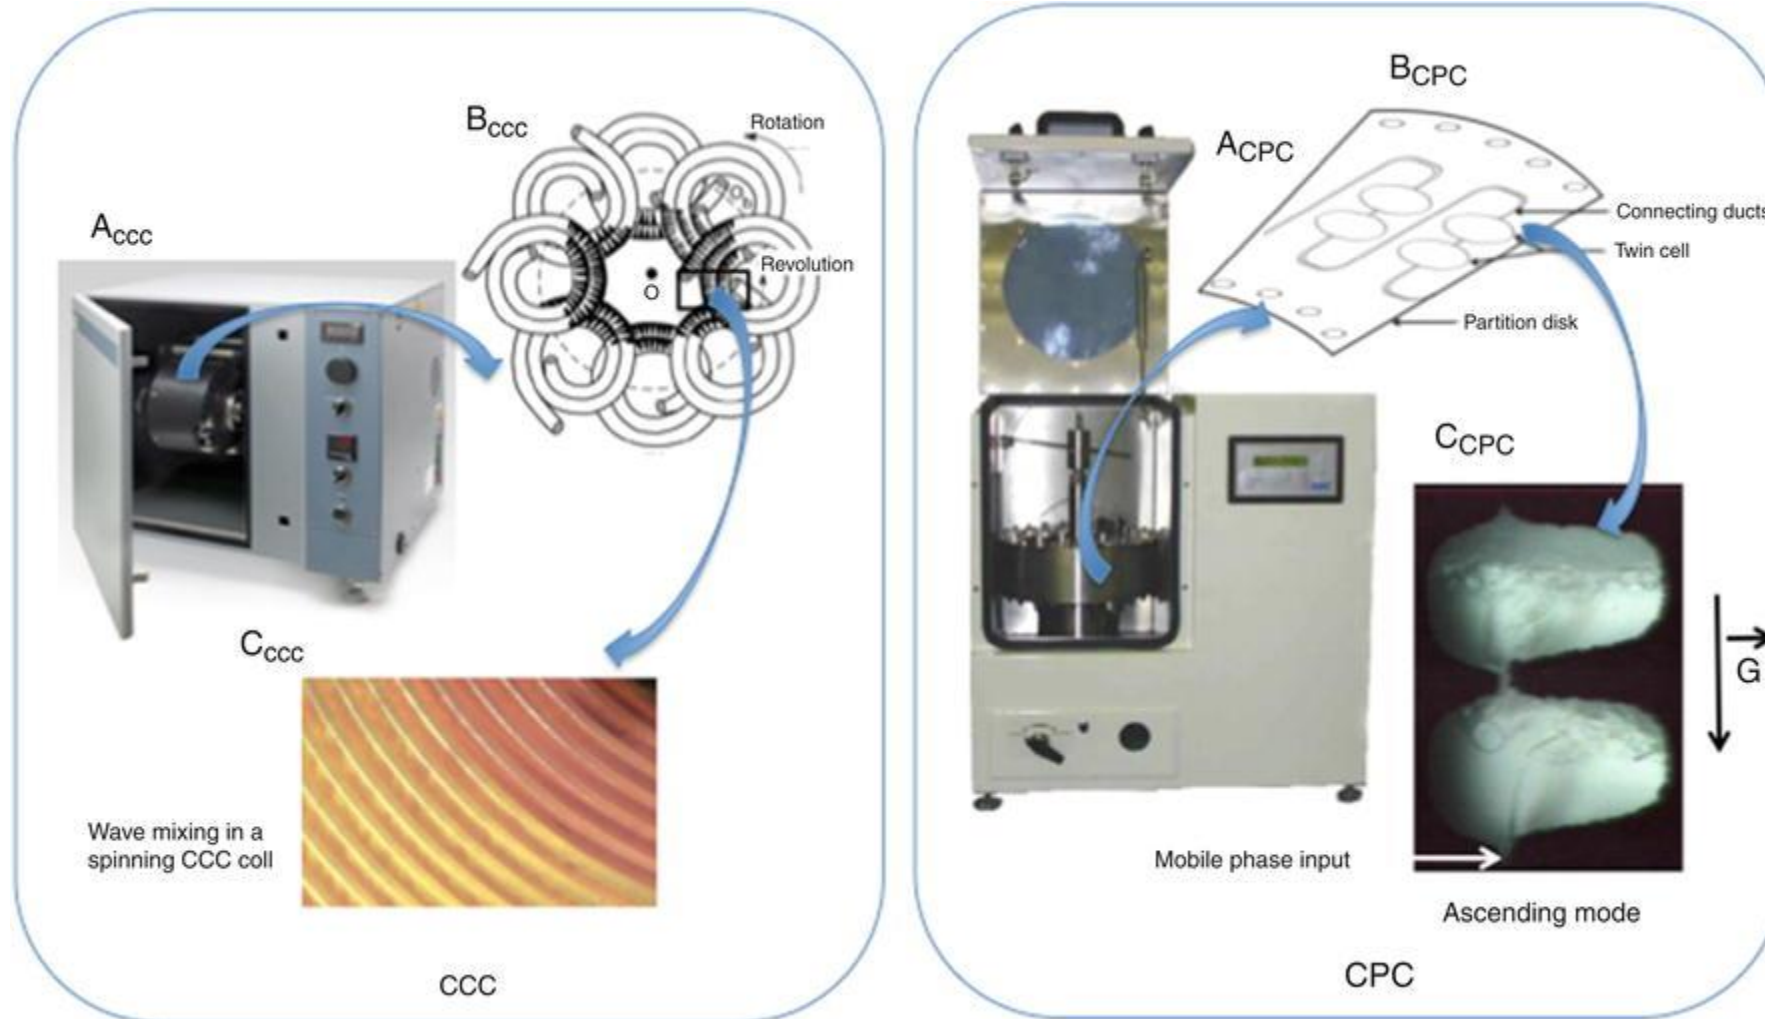 A_CCC
B_CCC
Rotation
Revolution
O
C_CCC
Wave mixing in a
spinning CCC coll
CCC
B_CPC
A_CPC
Connecting ducts
Twin cell
Partition disk
C_CPC
G
Mobile phase input
Ascending mode
CPC